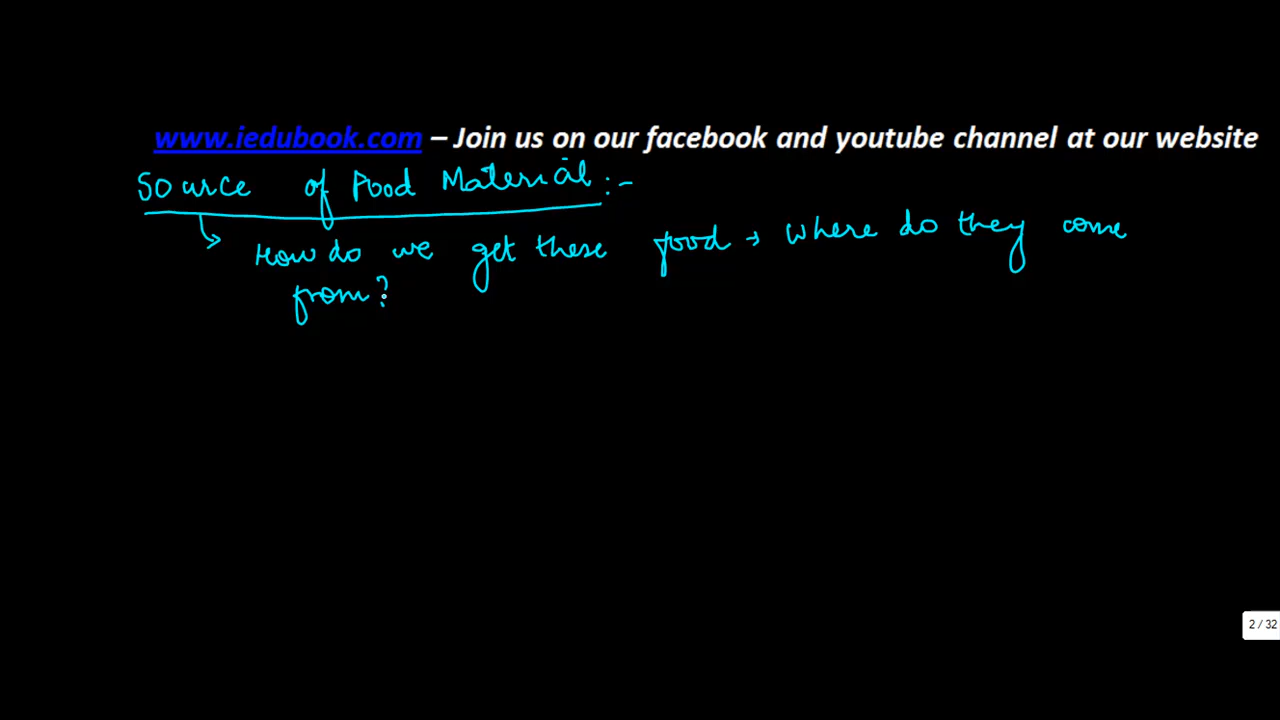 www.iedubook.com – Join us on our facebook and youtube channel at our website
Source of Food Material :-
How do we get these food → where do they come
from?
2 / 32